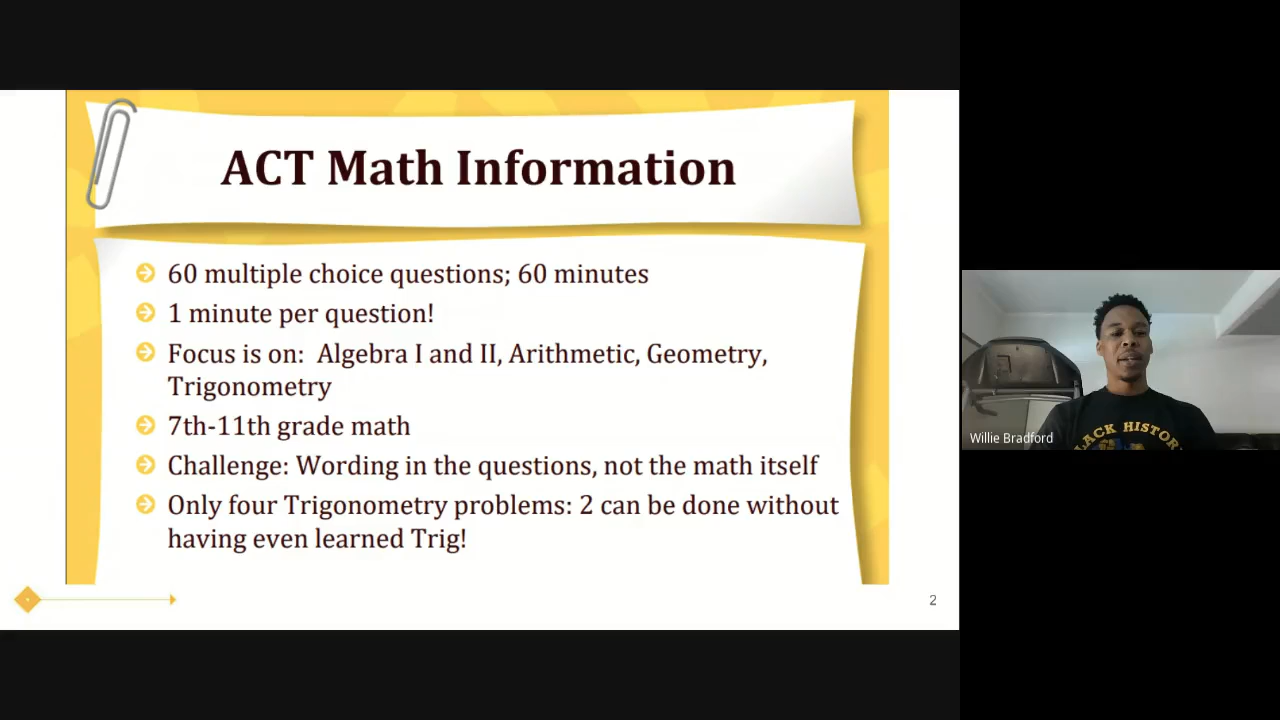 ACT Math Information
60 multiple choice questions; 60 minutes
1 minute per question!
Focus is on:  Algebra I and II, Arithmetic, Geometry,
Trigonometry
7th-11th grade math
Challenge: Wording in the questions, not the math itself
Only four Trigonometry problems: 2 can be done without
having even learned Trig!
2
LACK HISTOR
Willie Bradford